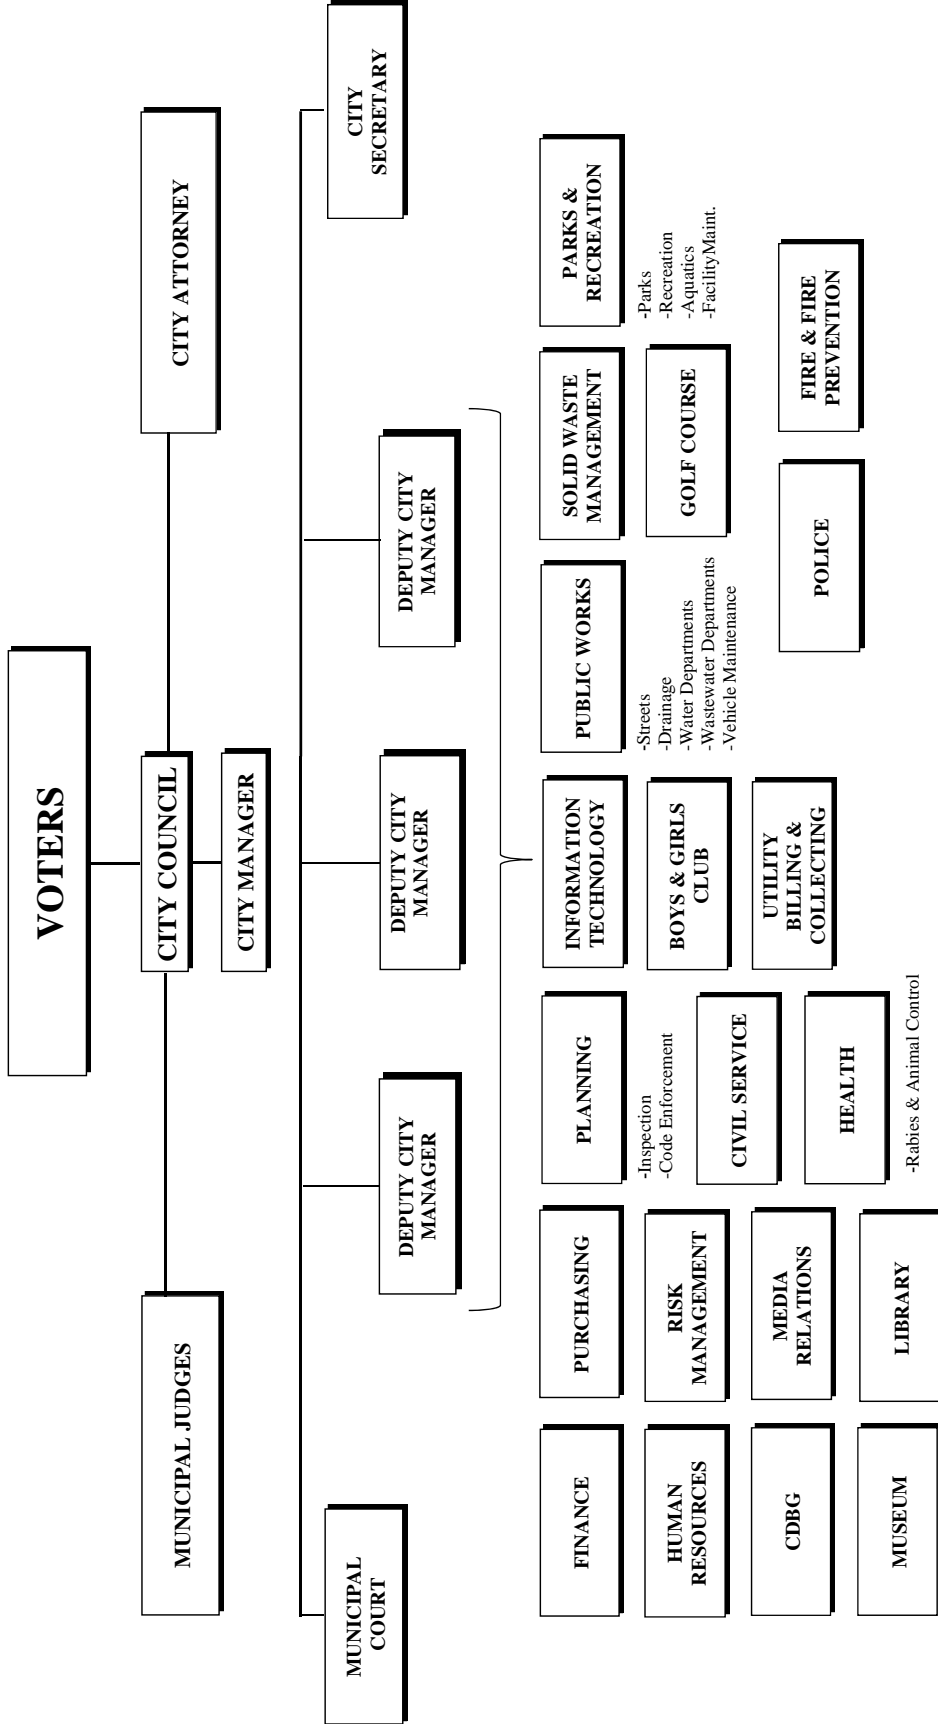 VOTERS
MUNICIPAL JUDGES
CITY COUNCIL
CITY ATTORNEY
CITY MANAGER
MUNICIPAL
COURT
CITY
SECRETARY
DEPUTY CITY
MANAGER
DEPUTY CITY
MANAGER
DEPUTY CITY
MANAGER
FINANCE
PURCHASING
PLANNING
-Inspection
-Code Enforcement
INFORMATION
TECHNOLOGY
PUBLIC WORKS
-Streets
-Drainage
-Water Departments
-Wastewater Departments
-Vehicle Maintenance
SOLID WASTE
MANAGEMENT
PARKS &
RECREATION
-Parks
-Recreation
-Aquatics
-FacilityMaint.
HUMAN
RESOURCES
RISK
MANAGEMENT
CIVIL SERVICE
BOYS & GIRLS
CLUB
GOLF COURSE
CDBG
MEDIA
RELATIONS
HEALTH
-Rabies & Animal Control
UTILITY
BILLING &
COLLECTING
POLICE
FIRE & FIRE
PREVENTION
MUSEUM
LIBRARY